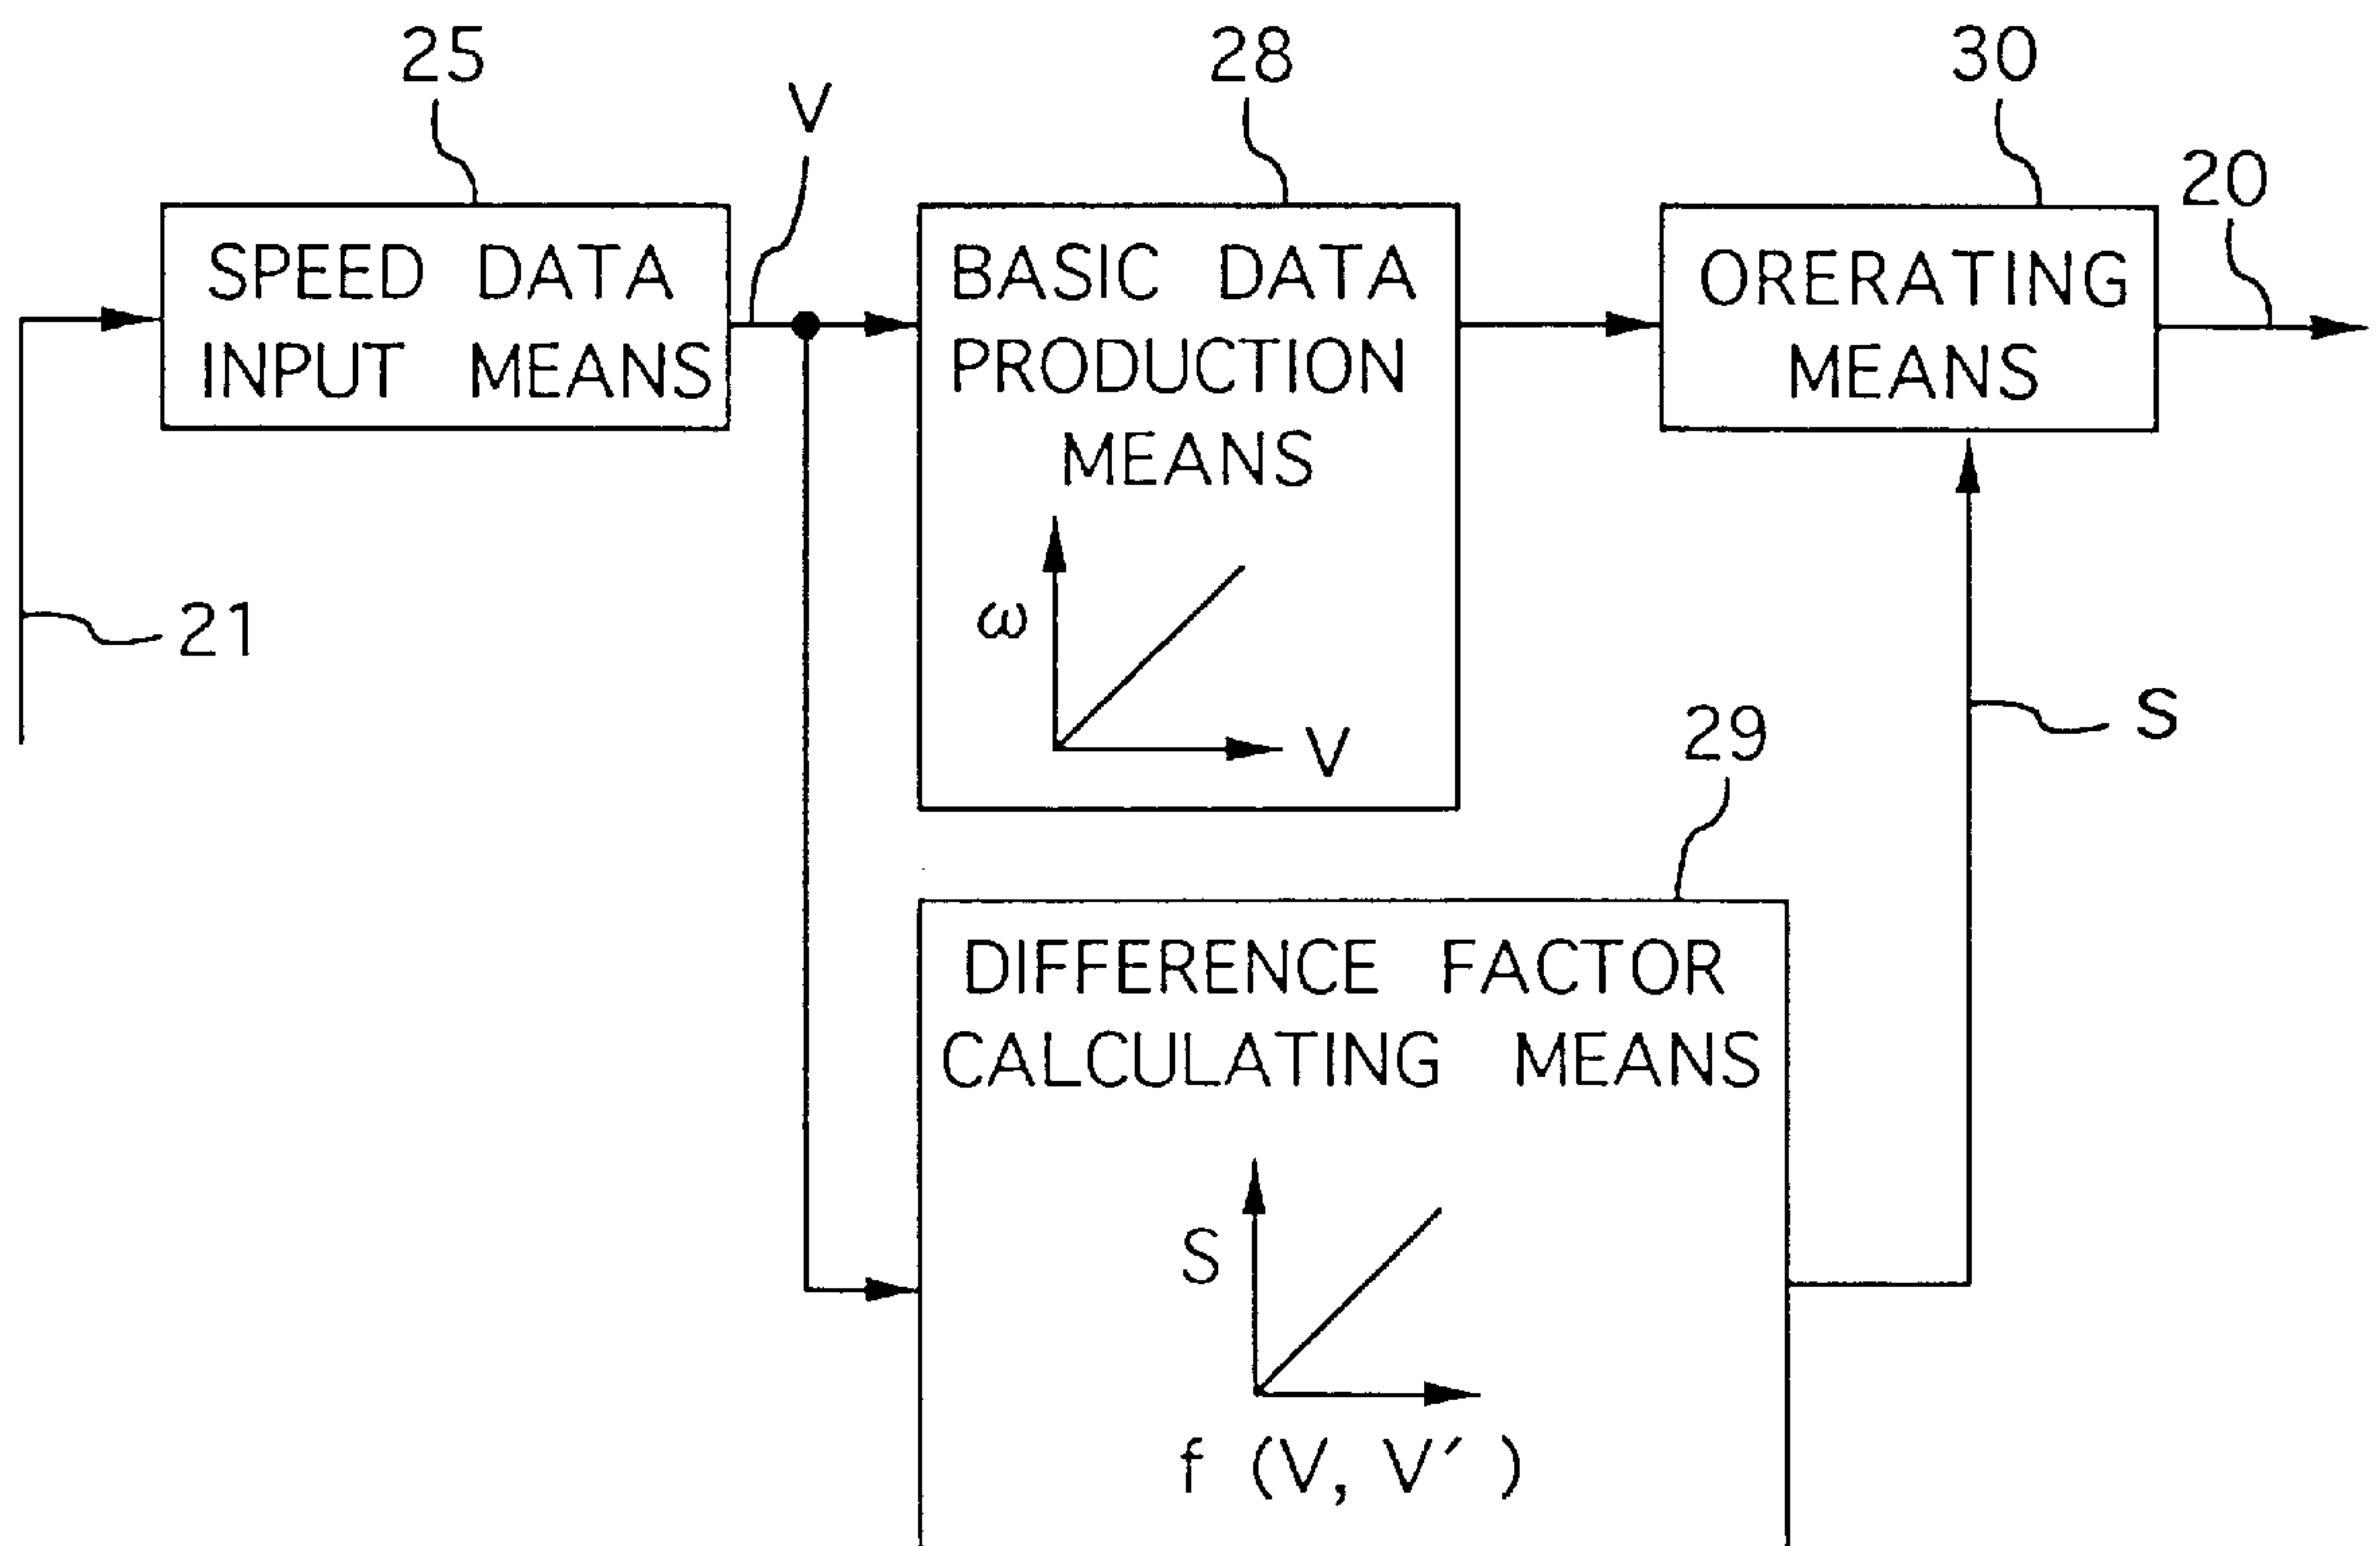 25
V
28
30
20
SPEED DATA
INPUT MEANS
BASIC DATA
PRODUCTION
MEANS
ω
V
ORERATING
MEANS
21
S
29
DIFFERENCE FACTOR
CALCULATING MEANS
S
f (V, V′ )